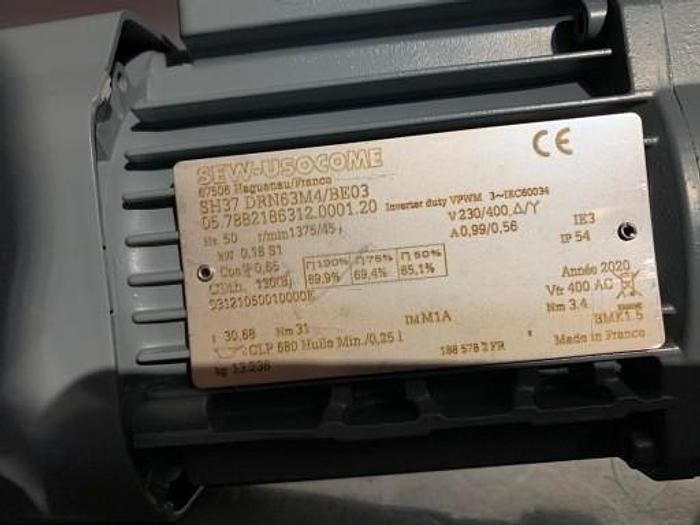 SEW-USOCOME
67506 Haguenau/France
SH37 DRN63M4/BE03
05.7882186312.0001.20 Inverter duty VPWM 3~IEC60034
Hz 50 r/min 1375/45 V 230/400 △/Y IE3
kW 0,18 S1 A 0,99/0,56 IP 54
Cos φ 0,65 η100% η75% η50% Année 2020
130(B) 69,9% 69,4% 65,1% Vfr 400 AC
Nm 3.4
i 30,68 Nm 31 IM M1A BMK1.5
CLP 680 Huile Min./0,25 l Made in France
kg 13.236 188 578 2 FR
CE